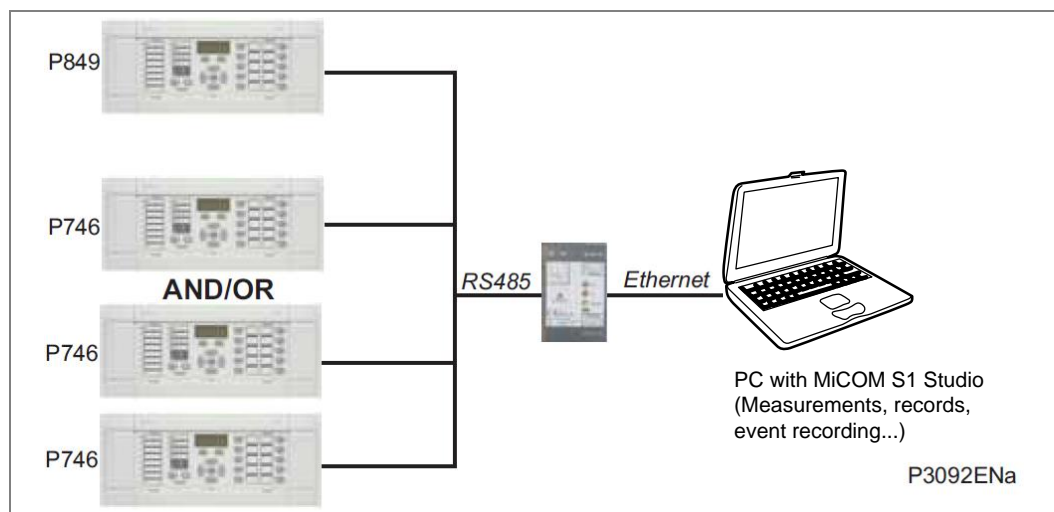 P849
P746
AND/OR
P746
P746
RS485
Ethernet
PC with MiCOM S1 Studio
(Measurements, records,
event recording...)
P3092ENa